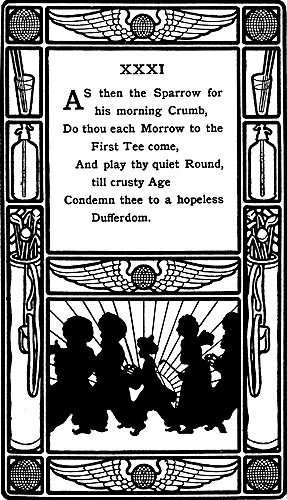 XXXI
AS then the Sparrow for
his morning Crumb,
Do thou each Morrow to the
First Tee come,
And play thy quiet Round,
till crusty Age
Condemn thee to a hopeless
Dufferdom.